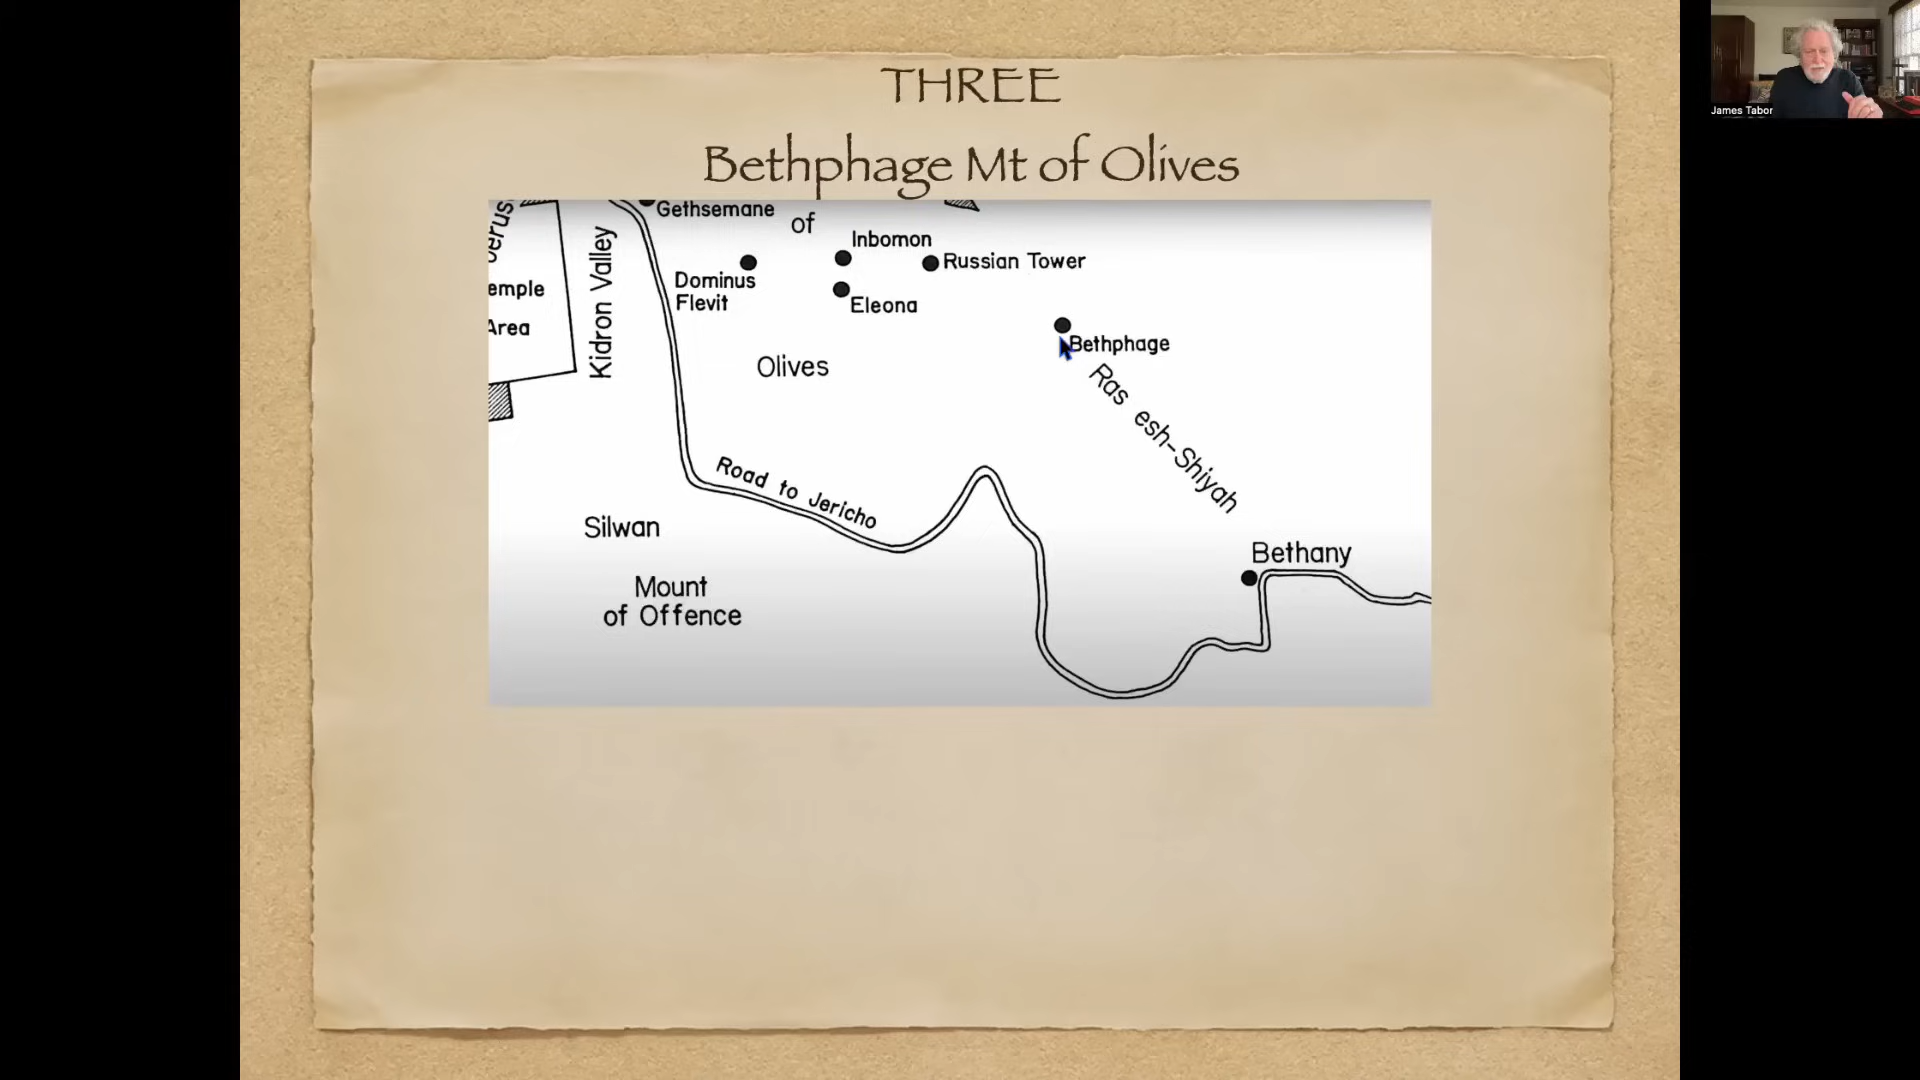 THREE
Bethphage Mt of Olives
James Tabor
Gethsemane
of
Inbomon
Russian Tower
Dominus
Flevit
Eleona
emple
Area
Kidron Valley
Bethphage
Olives
Ras esh-Shiyah
Road to Jericho
Silwan
Bethany
Mount
of Offence